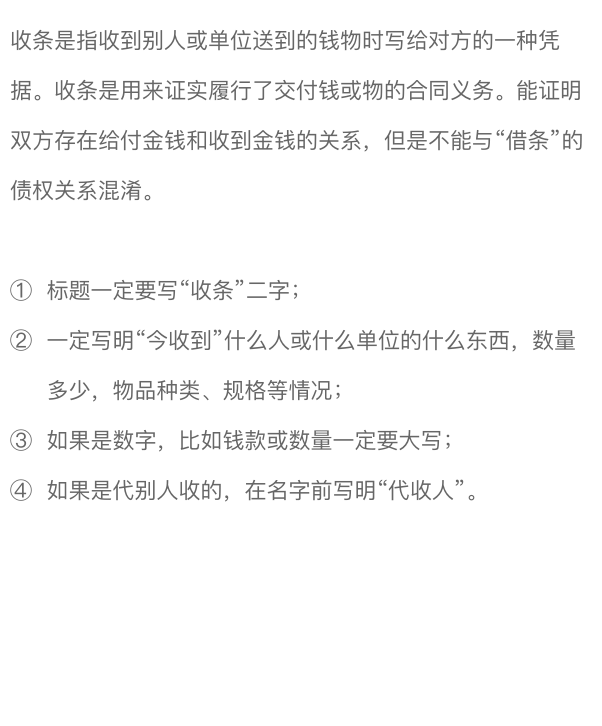 收条是指收到别人或单位送到的钱物时写给对方的一种凭
据。收条是用来证实履行了交付钱或物的合同义务。能证明
双方存在给付金钱和收到金钱的关系，但是不能与“借条”的
债权关系混淆。
① 标题一定要写“收条”二字；
② 一定写明“今收到”什么人或什么单位的什么东西，数量
多少，物品种类、规格等情况；
③ 如果是数字，比如钱款或数量一定要大写；
④ 如果是代别人收的，在名字前写明“代收人”。